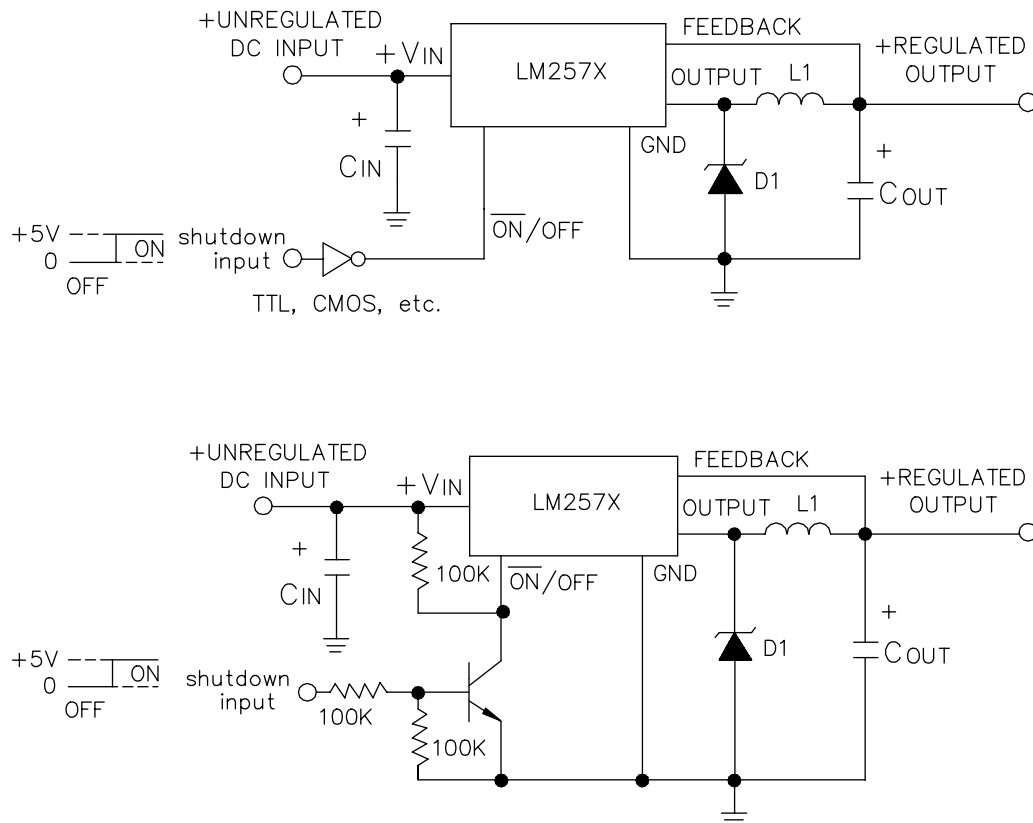 +UNREGULATED
DC INPUT
+VIN
LM257X
FEEDBACK
OUTPUT
L1
+REGULATED
OUTPUT
+
CIN
GND
D1
+
COUT
ON/OFF
+5V
0
ON
OFF
shutdown
input
TTL, CMOS, etc.
+UNREGULATED
DC INPUT
+VIN
LM257X
FEEDBACK
OUTPUT
L1
+REGULATED
OUTPUT
+
CIN
100K
ON/OFF
GND
D1
+
COUT
+5V
0
ON
OFF
shutdown
input
100K
100K